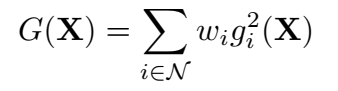 G(𝐗) = ∑_{i∈𝒩} w_i g_i^2(𝐗)